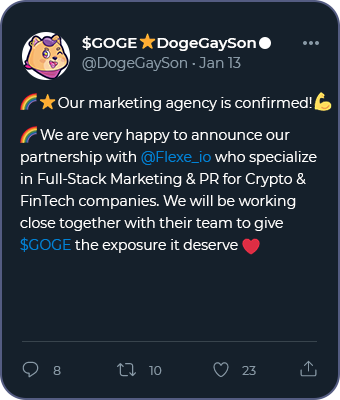 $GOGE⭐DogeGaySon
@DogeGaySon · Jan 13
🌈⭐Our marketing agency is confirmed!💪
🌈We are very happy to announce our
partnership with @Flexe_io who specialize
in Full-Stack Marketing & PR for Crypto &
FinTech companies. We will be working
close together with their team to give
$GOGE the exposure it deserve ❤️
8 10 23